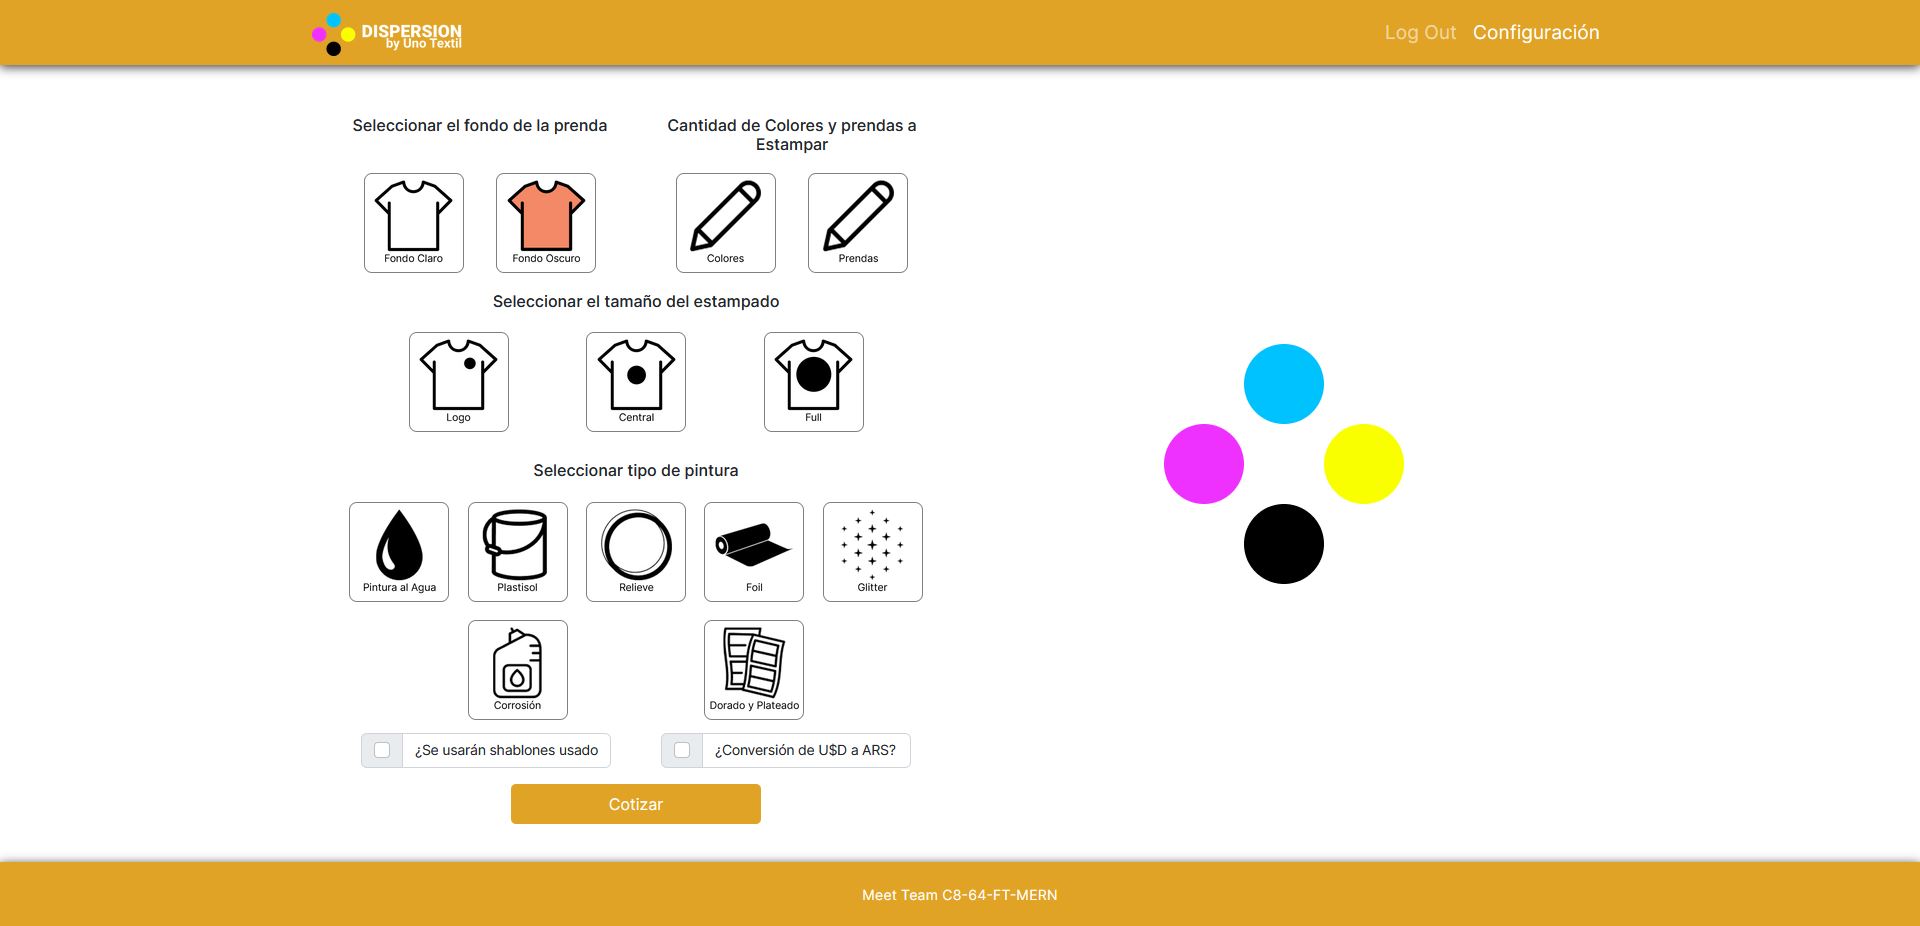 DISPERSION
by Uno Textil
Log Out Configuración
Seleccionar el fondo de la prenda
Cantidad de Colores y prendas a
Estampar
Fondo Claro
Fondo Oscuro
Colores
Prendas
Seleccionar el tamaño del estampado
Logo
Central
Full
Seleccionar tipo de pintura
Pintura al Agua
Plastisol
Relieve
Foil
Glitter
Corrosión
Dorado y Plateado
¿Se usarán shablones usado
¿Conversión de U$D a ARS?
Cotizar
Meet Team C8-64-FT-MERN